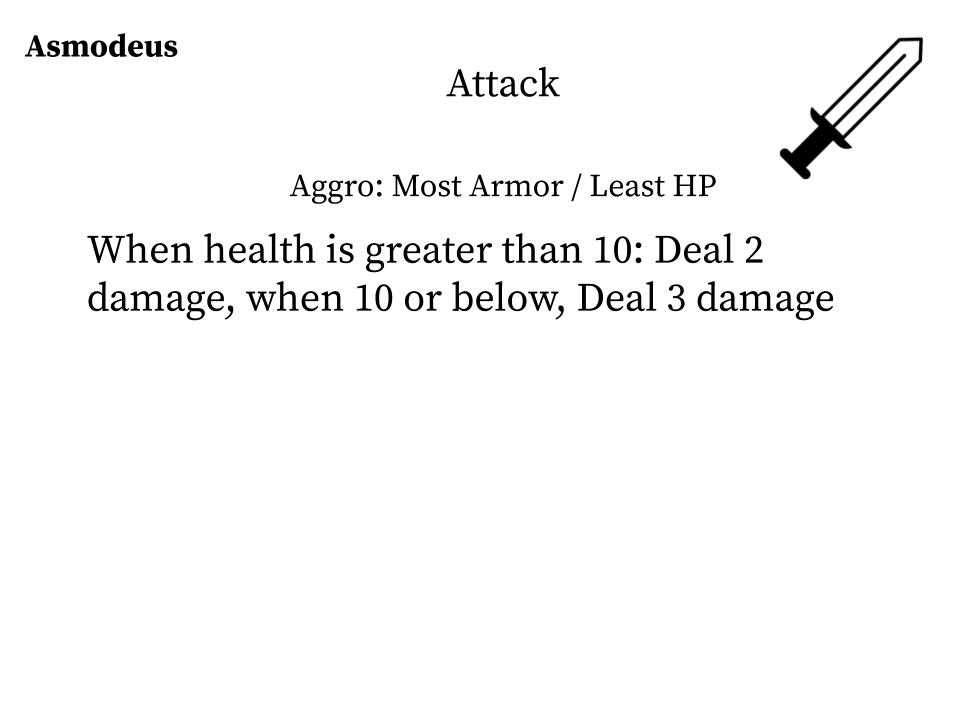 Asmodeus
Attack
Aggro: Most Armor / Least HP
When health is greater than 10: Deal 2
damage, when 10 or below, Deal 3 damage